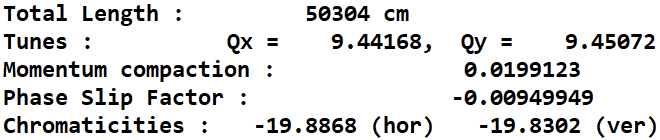 Total Length : 50304 cm
Tunes : Qx = 9.44168, Qy = 9.45072
Momentum compaction : 0.0199123
Phase Slip Factor : -0.00949949
Chromaticities : -19.8868 (hor) -19.8302 (ver)